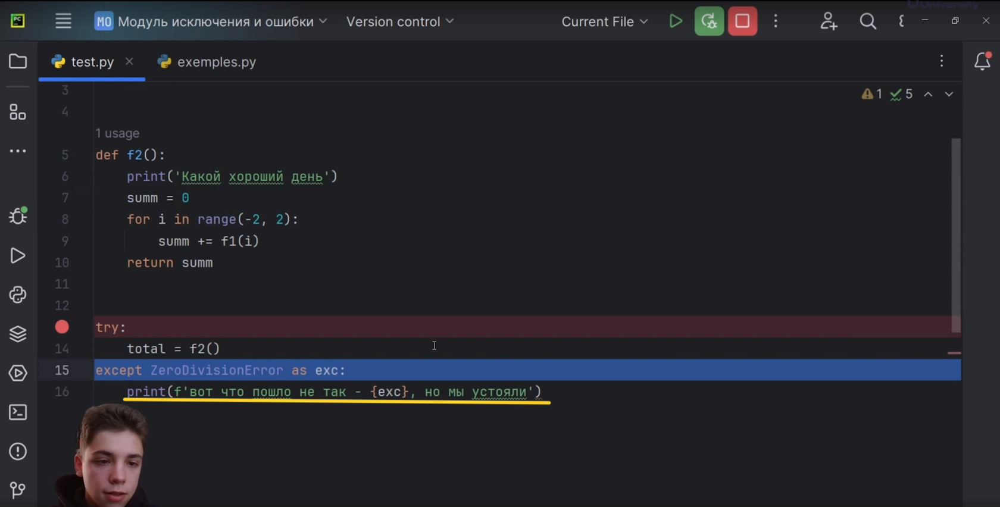 University
PC
MO Модуль исключения и ошибки Version control Current File
test.py exemples.py
3
1 5
4
1 usage
5 def f2():
6 print('Какой хороший день')
7 summ = 0
8 for i in range(-2, 2):
9 summ += f1(i)
10 return summ
11
12
try:
14 total = f2()
15 except ZeroDivisionError as exc:
16 print(f'вот что пошло не так - {exc}, но мы устояли')